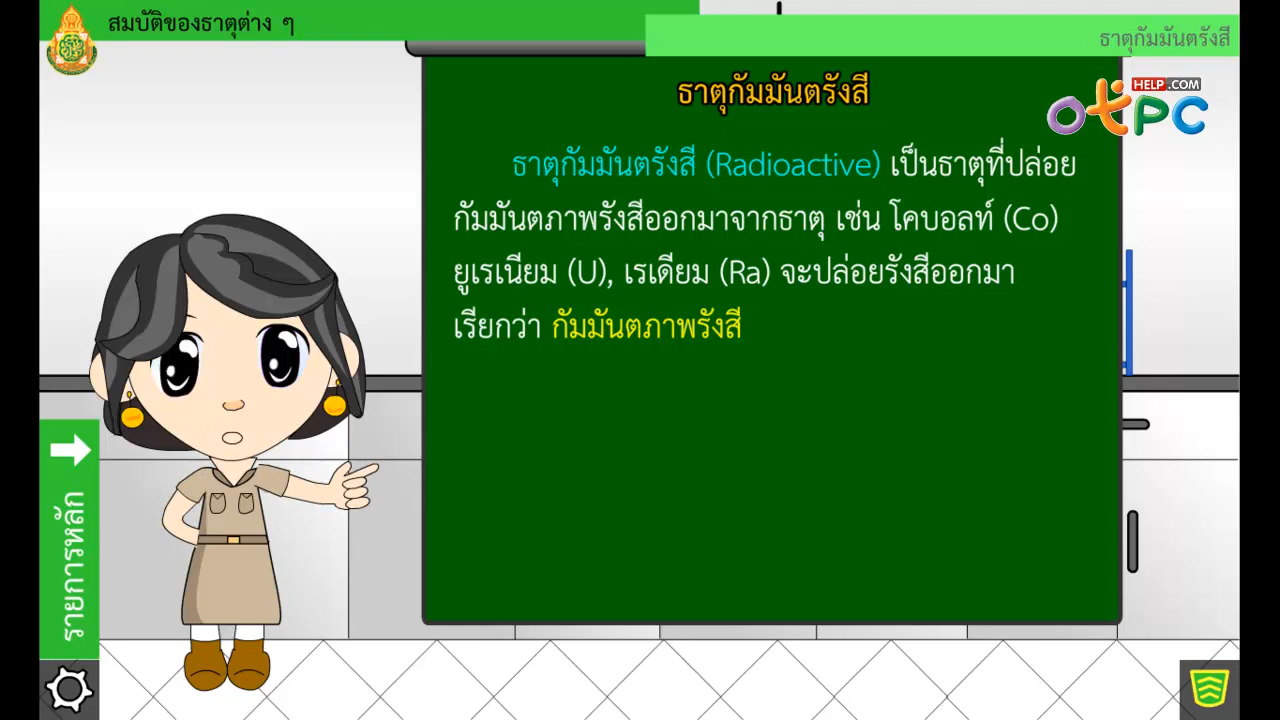 สมบัติของธาตุต่าง ๆ
ธาตุกัมมันตรังสี
HELP.COM
OTPC
ธาตุกัมมันตรังสี
ธาตุกัมมันตรังสี (Radioactive) เป็นธาตุที่ปล่อย
กัมมันตภาพรังสีออกมาจากธาตุ เช่น โคบอลท์ (Co)
ยูเรเนียม (U), เรเดียม (Ra) จะปล่อยรังสีออกมา
เรียกว่า กัมมันตภาพรังสี
รายการหลัก